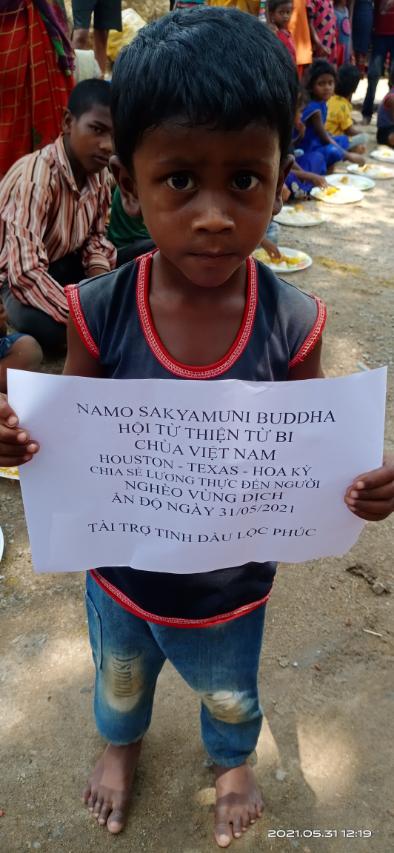 NAMO SAKYAMUNI BUDDHA
HỘI TỪ THIỆN TỪ BI
CHÙA VIỆT NAM
HOUSTON - TEXAS - HOA KỲ
CHIA SẺ LƯƠNG THỰC ĐẾN NGƯỜI
NGHÈO VÙNG DỊCH
ẤN ĐỘ NGÀY 31/05/2021
TÀI TRỢ TINH DẦU LỘC PHÚC
2021.05.31 12:19